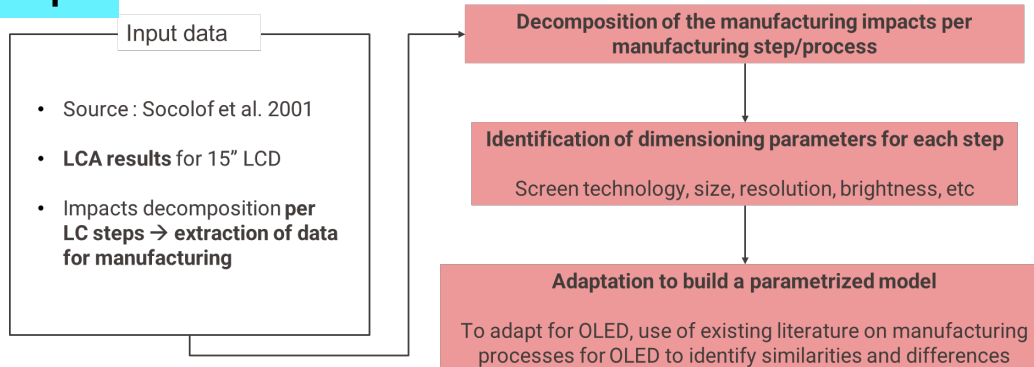 Input data
• Source : Socolof et al. 2001
• LCA results for 15” LCD
• Impacts decomposition per
LC steps → extraction of data
for manufacturing
Decomposition of the manufacturing impacts per
manufacturing step/process
Identification of dimensioning parameters for each step
Screen technology, size, resolution, brightness, etc
Adaptation to build a parametrized model
To adapt for OLED, use of existing literature on manufacturing
processes for OLED to identify similarities and differences